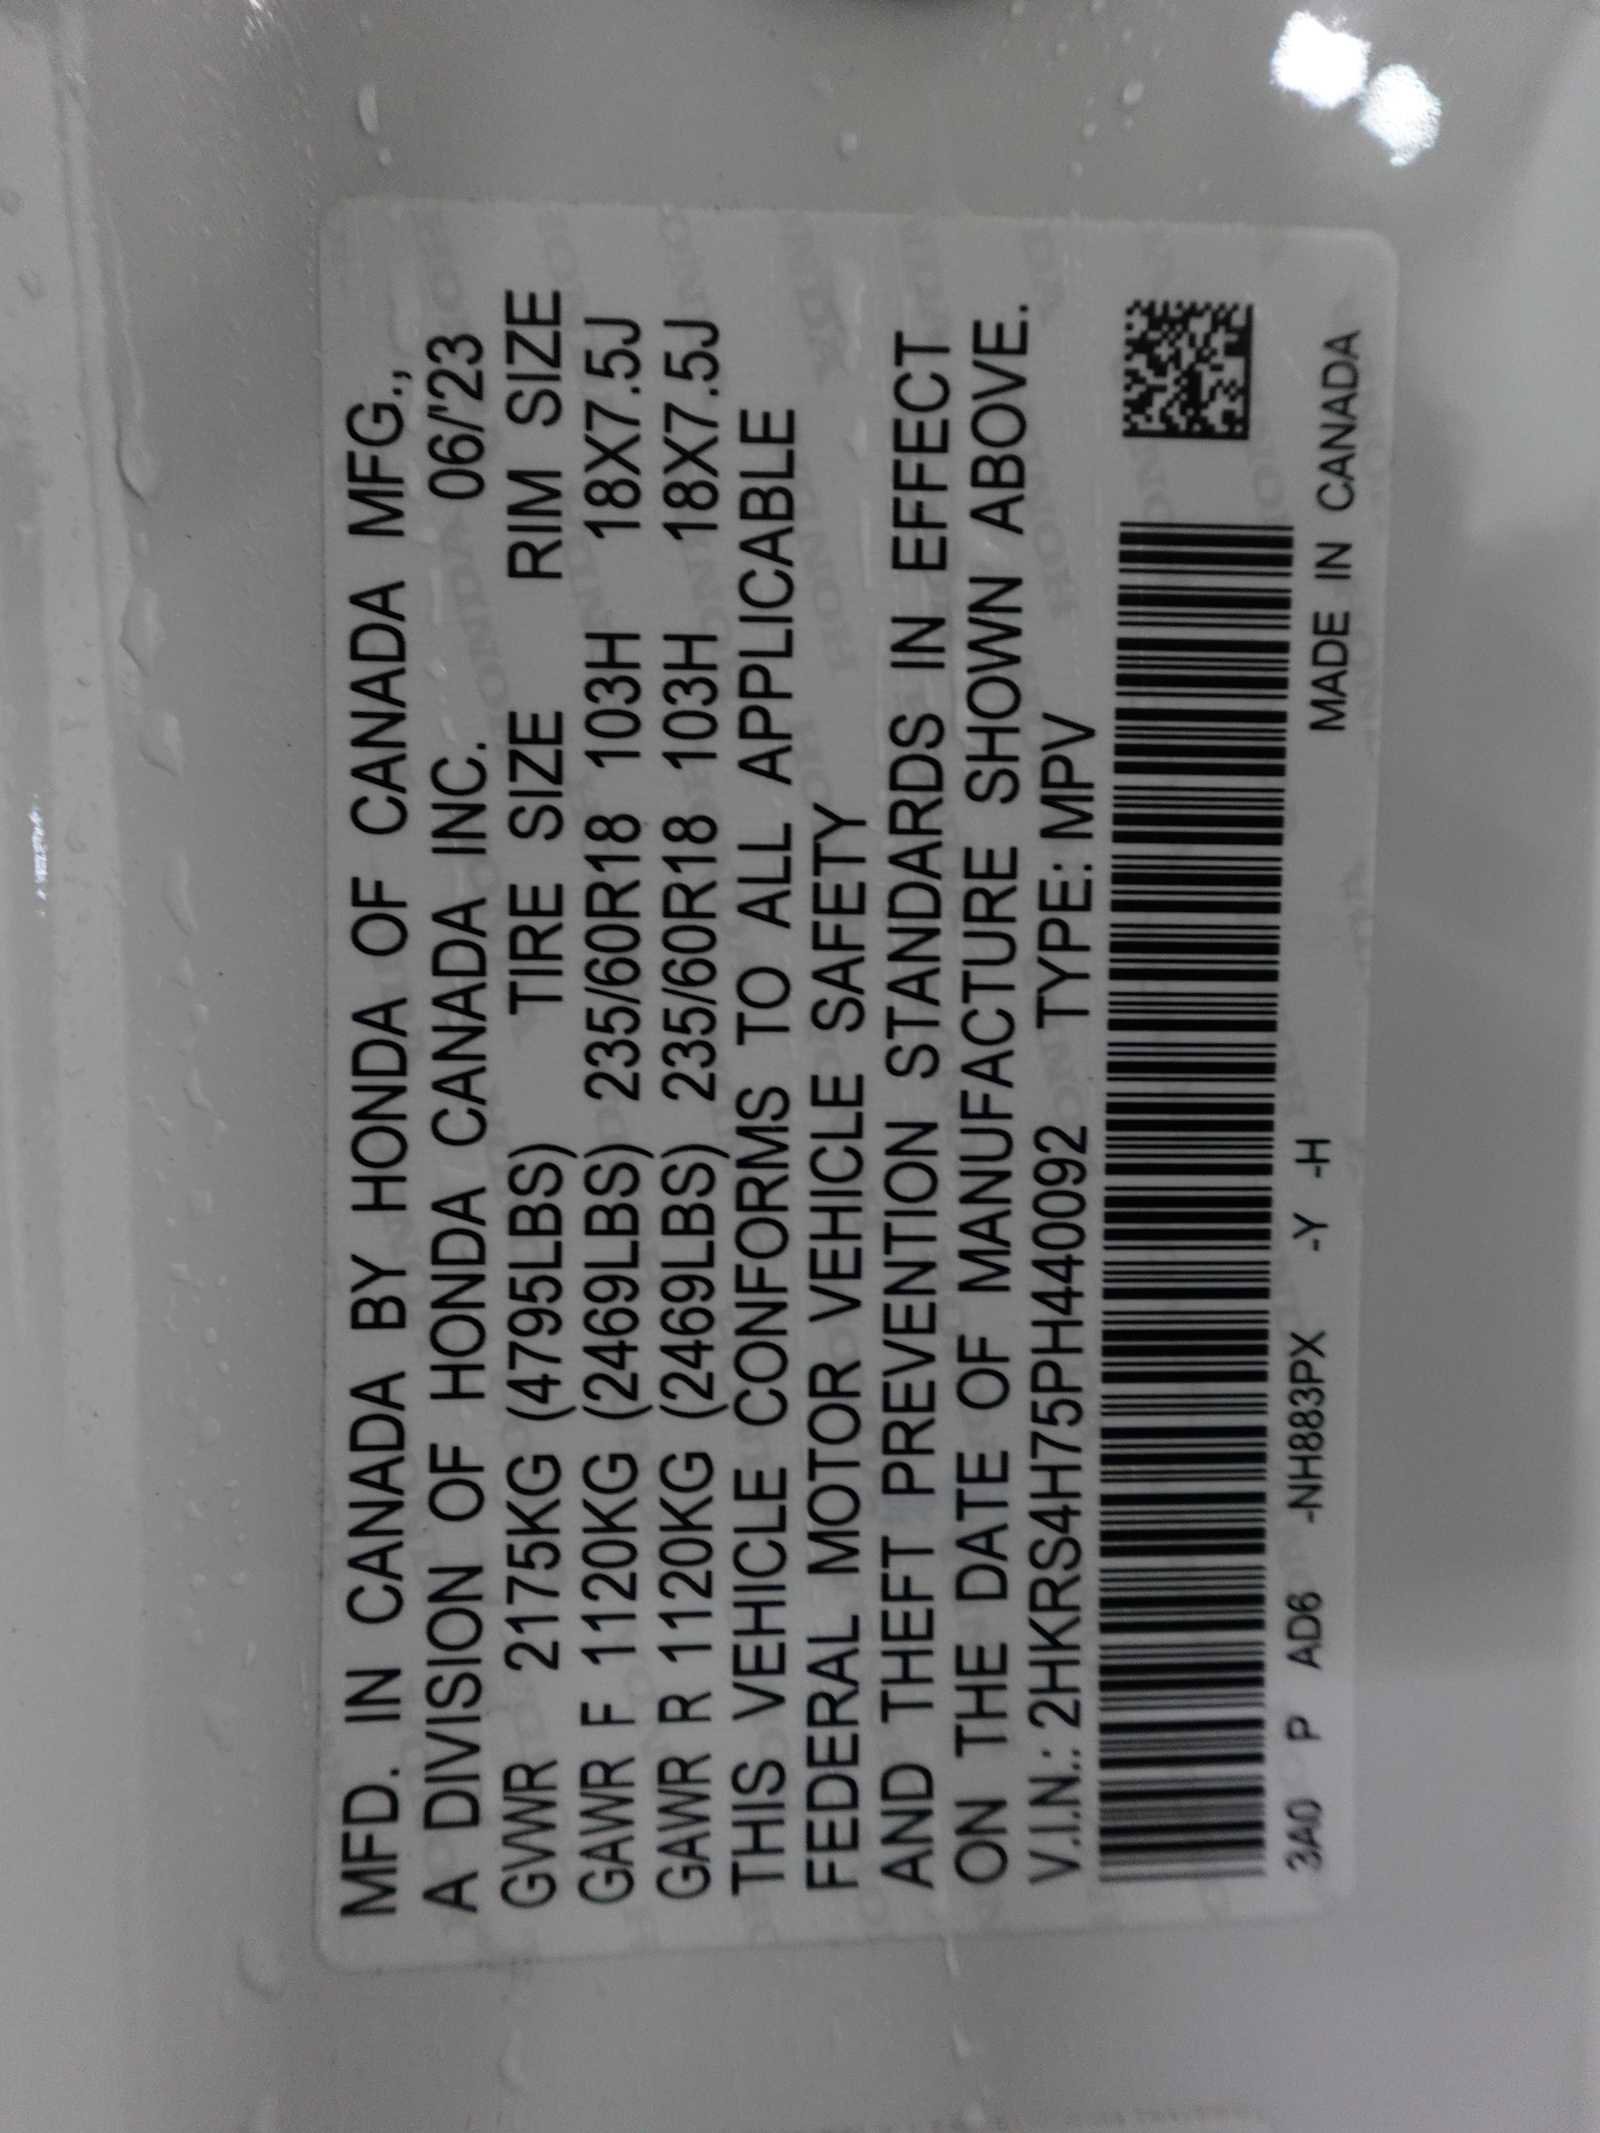 MFD. IN CANADA BY HONDA OF CANADA MFG.,
A DIVISION OF HONDA CANADA INC. 06/'23
GVWR 2175KG (4795LBS) TIRE SIZE RIM SIZE
GAWR F 1120KG (2469LBS) 235/60R18 103H 18X7.5J
GAWR R 1120KG (2469LBS) 235/60R18 103H 18X7.5J
THIS VEHICLE CONFORMS TO ALL APPLICABLE
FEDERAL MOTOR VEHICLE SAFETY
AND THEFT PREVENTION STANDARDS IN EFFECT
ON THE DATE OF MANUFACTURE SHOWN ABOVE.
V.I.N.: 2HKRS4H75PH440092 TYPE: MPV
3A0 P AD6 -NH883PX -Y -H MADE IN CANADA